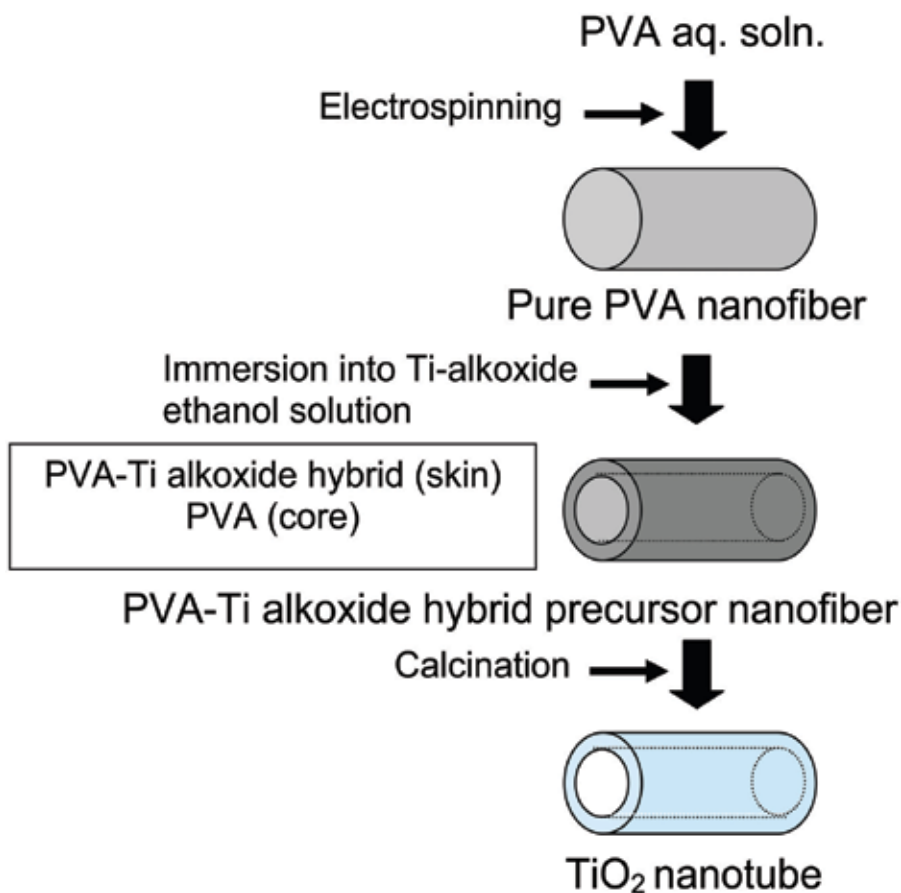 PVA aq. soln.
Electrospinning
Pure PVA nanofiber
Immersion into Ti-alkoxide
ethanol solution
PVA-Ti alkoxide hybrid (skin)
PVA (core)
PVA-Ti alkoxide hybrid precursor nanofiber
Calcination
TiO₂ nanotube